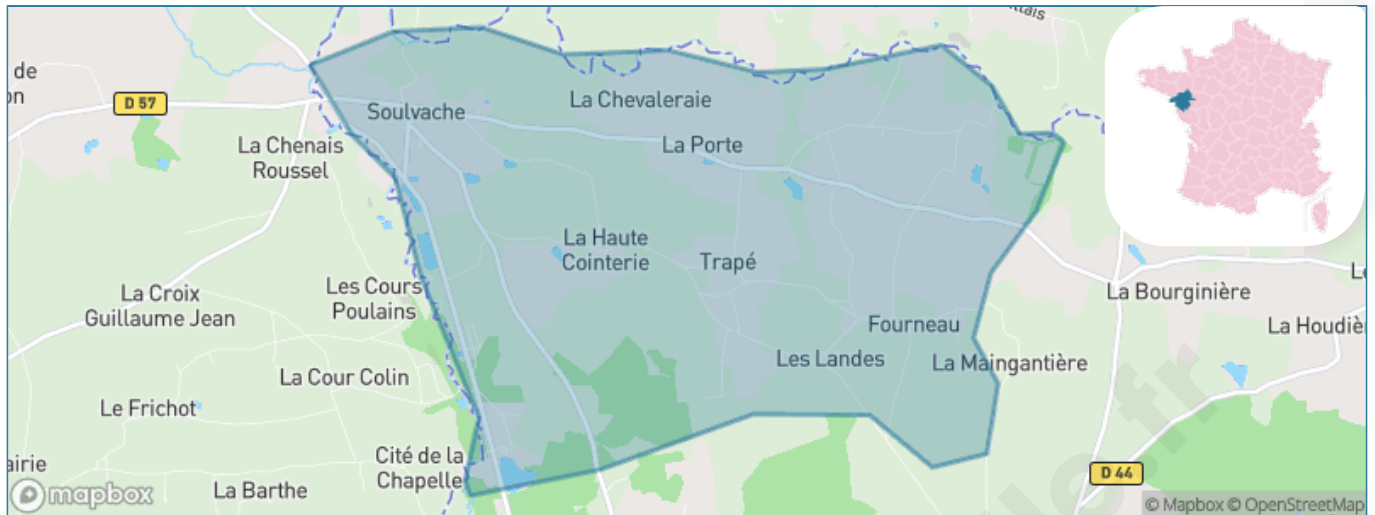 ttais
de
on
D 57
Soulvache
La Chevaleraie
La Porte
La Chenais
Roussel
La Haute
Cointerie
Trapé
Les Cours
Poulains
La Croix
Guillaume Jean
La Bourginière
La Houdièr
Fourneau
Les Landes
La Maingantière
La Cour Colin
Le Frichot
Cité de la
Chapelle
airie
La Barthe
D 44
mapbox
© Mapbox © OpenStreetMap